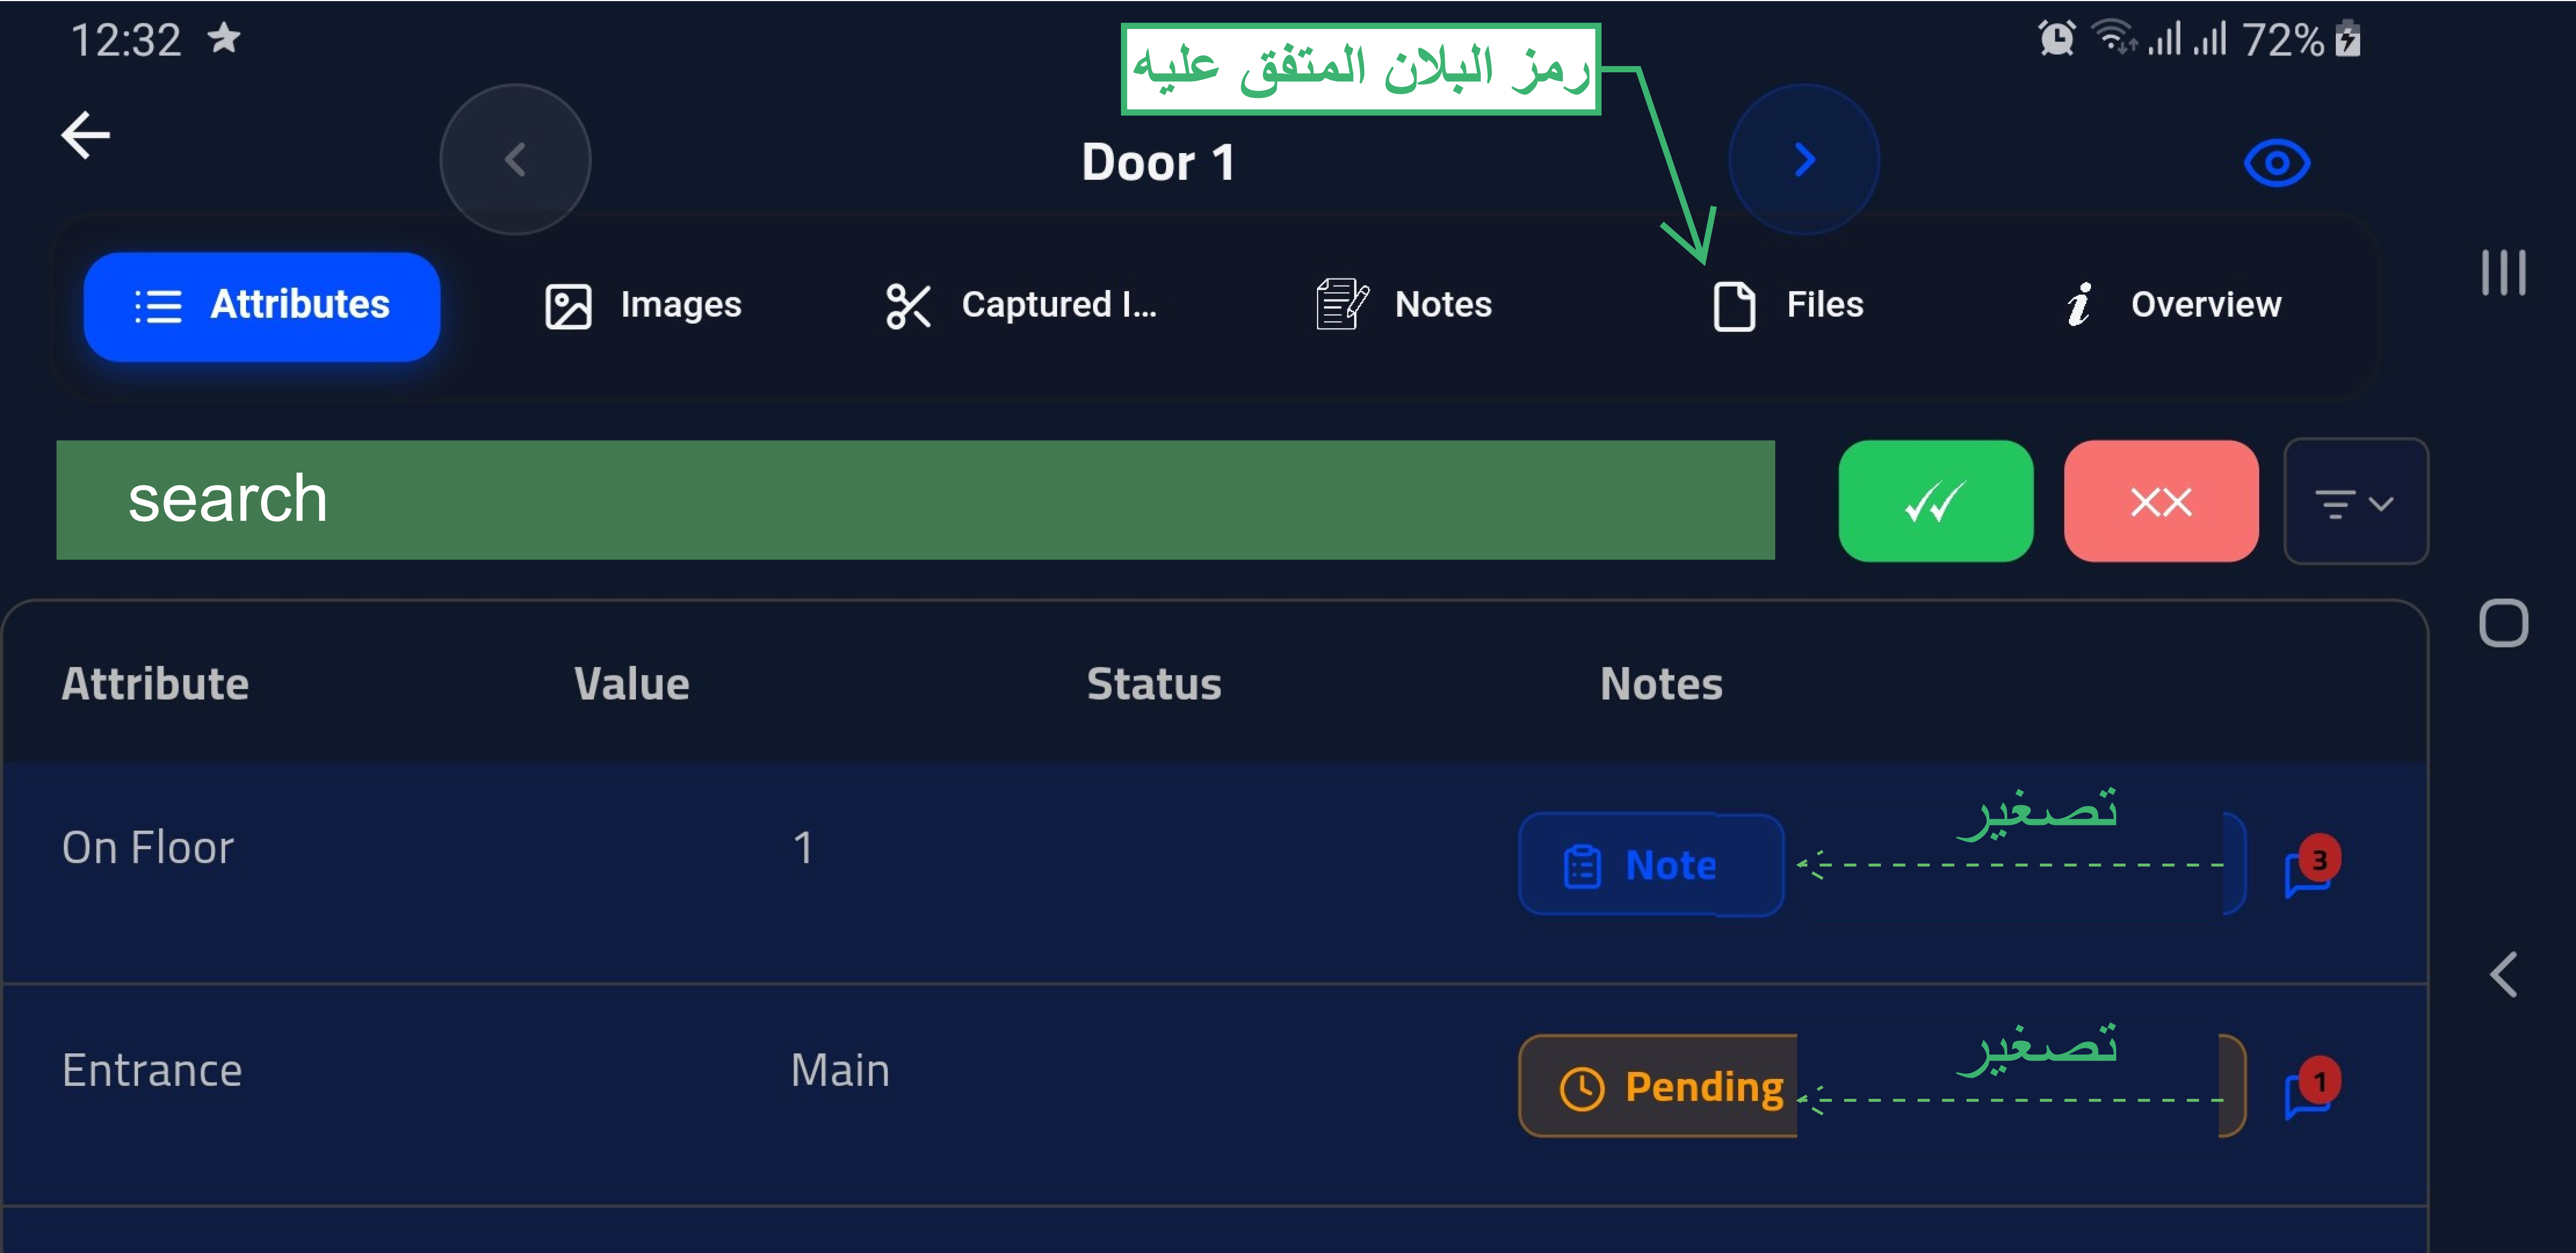 12:32
72%
رمز البلان المتفق عليه
Door 1
Attributes
Images
Captured I...
Notes
Files
Overview
search
Attribute Value Status Notes
On Floor 1 Note تصغير 3
Entrance Main Pending تصغير 1